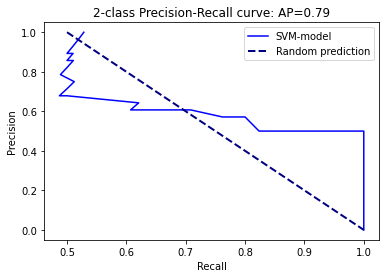 2-class Precision-Recall curve: AP=0.79
SVM-model
Random prediction
Precision
1.0
0.8
0.6
0.4
0.2
0.0
0.5
0.6
0.7
0.8
0.9
1.0
Recall